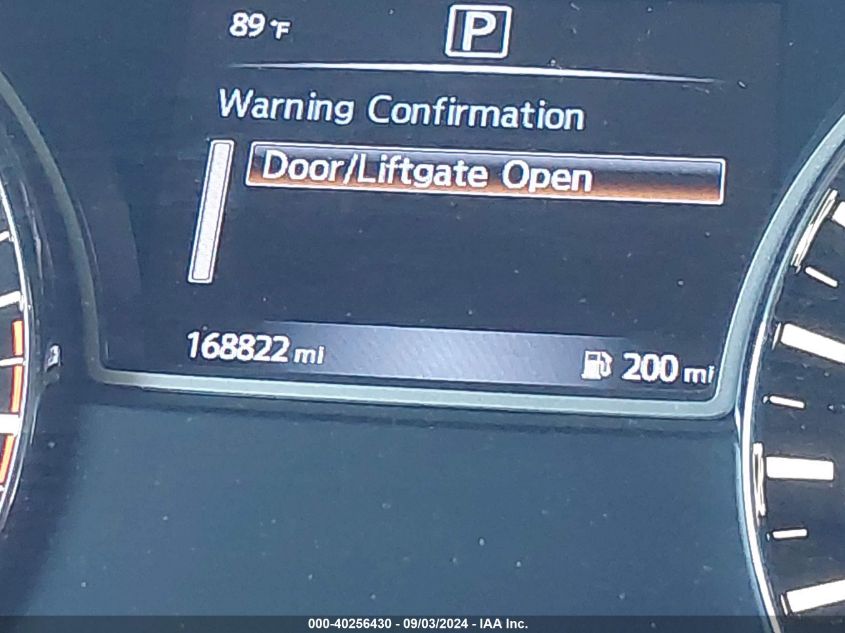 89°F P
Warning Confirmation
Door/Liftgate Open
168822 mi 200 mi
000-40256430 - 09/03/2024 - IAA Inc.